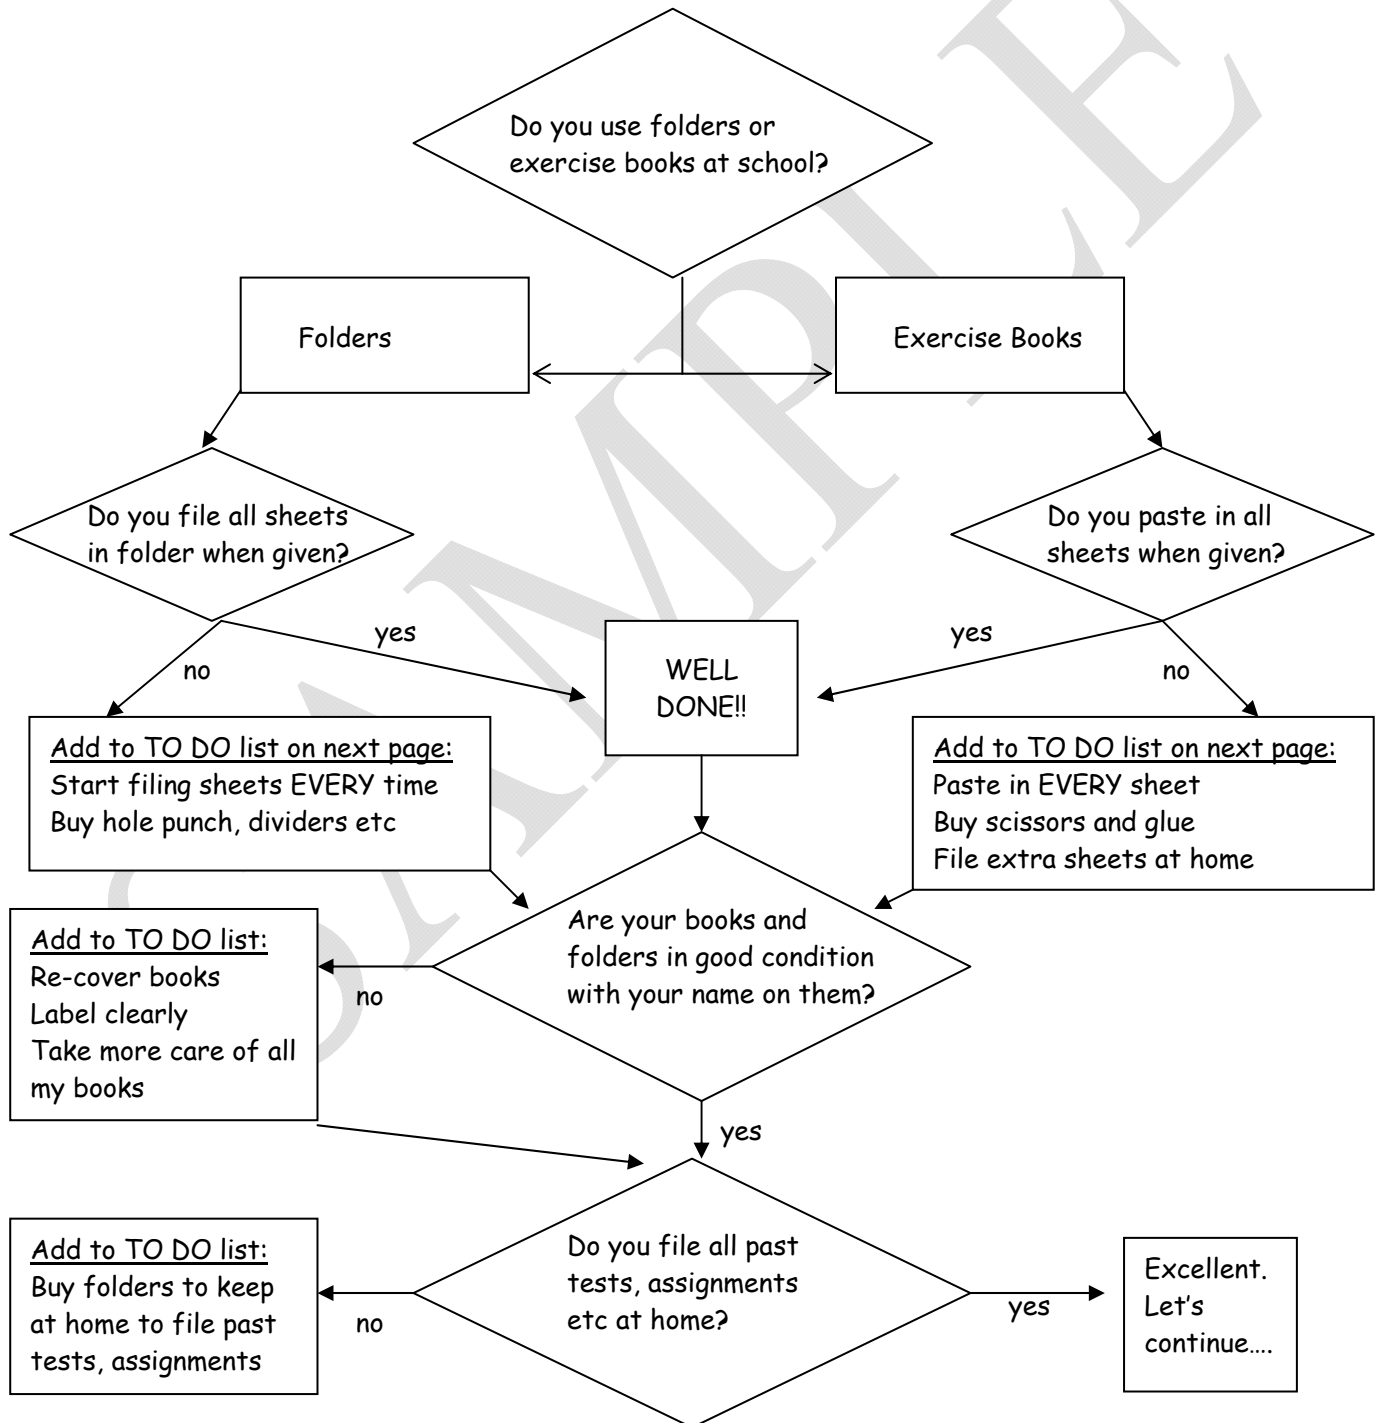 Do you use folders or
exercise books at school?
Folders
Exercise Books
Do you file all sheets
in folder when given?
Do you paste in all
sheets when given?
yes
no
WELL
DONE!!
yes
no
Add to TO DO list on next page:
Start filing sheets EVERY time
Buy hole punch, dividers etc
Add to TO DO list on next page:
Paste in EVERY sheet
Buy scissors and glue
File extra sheets at home
Are your books and
folders in good condition
with your name on them?
no
Add to TO DO list:
Re-cover books
Label clearly
Take more care of all
my books
yes
Do you file all past
tests, assignments
etc at home?
no
Add to TO DO list:
Buy folders to keep
at home to file past
tests, assignments
yes
Excellent.
Let's
continue....
SAMPLE